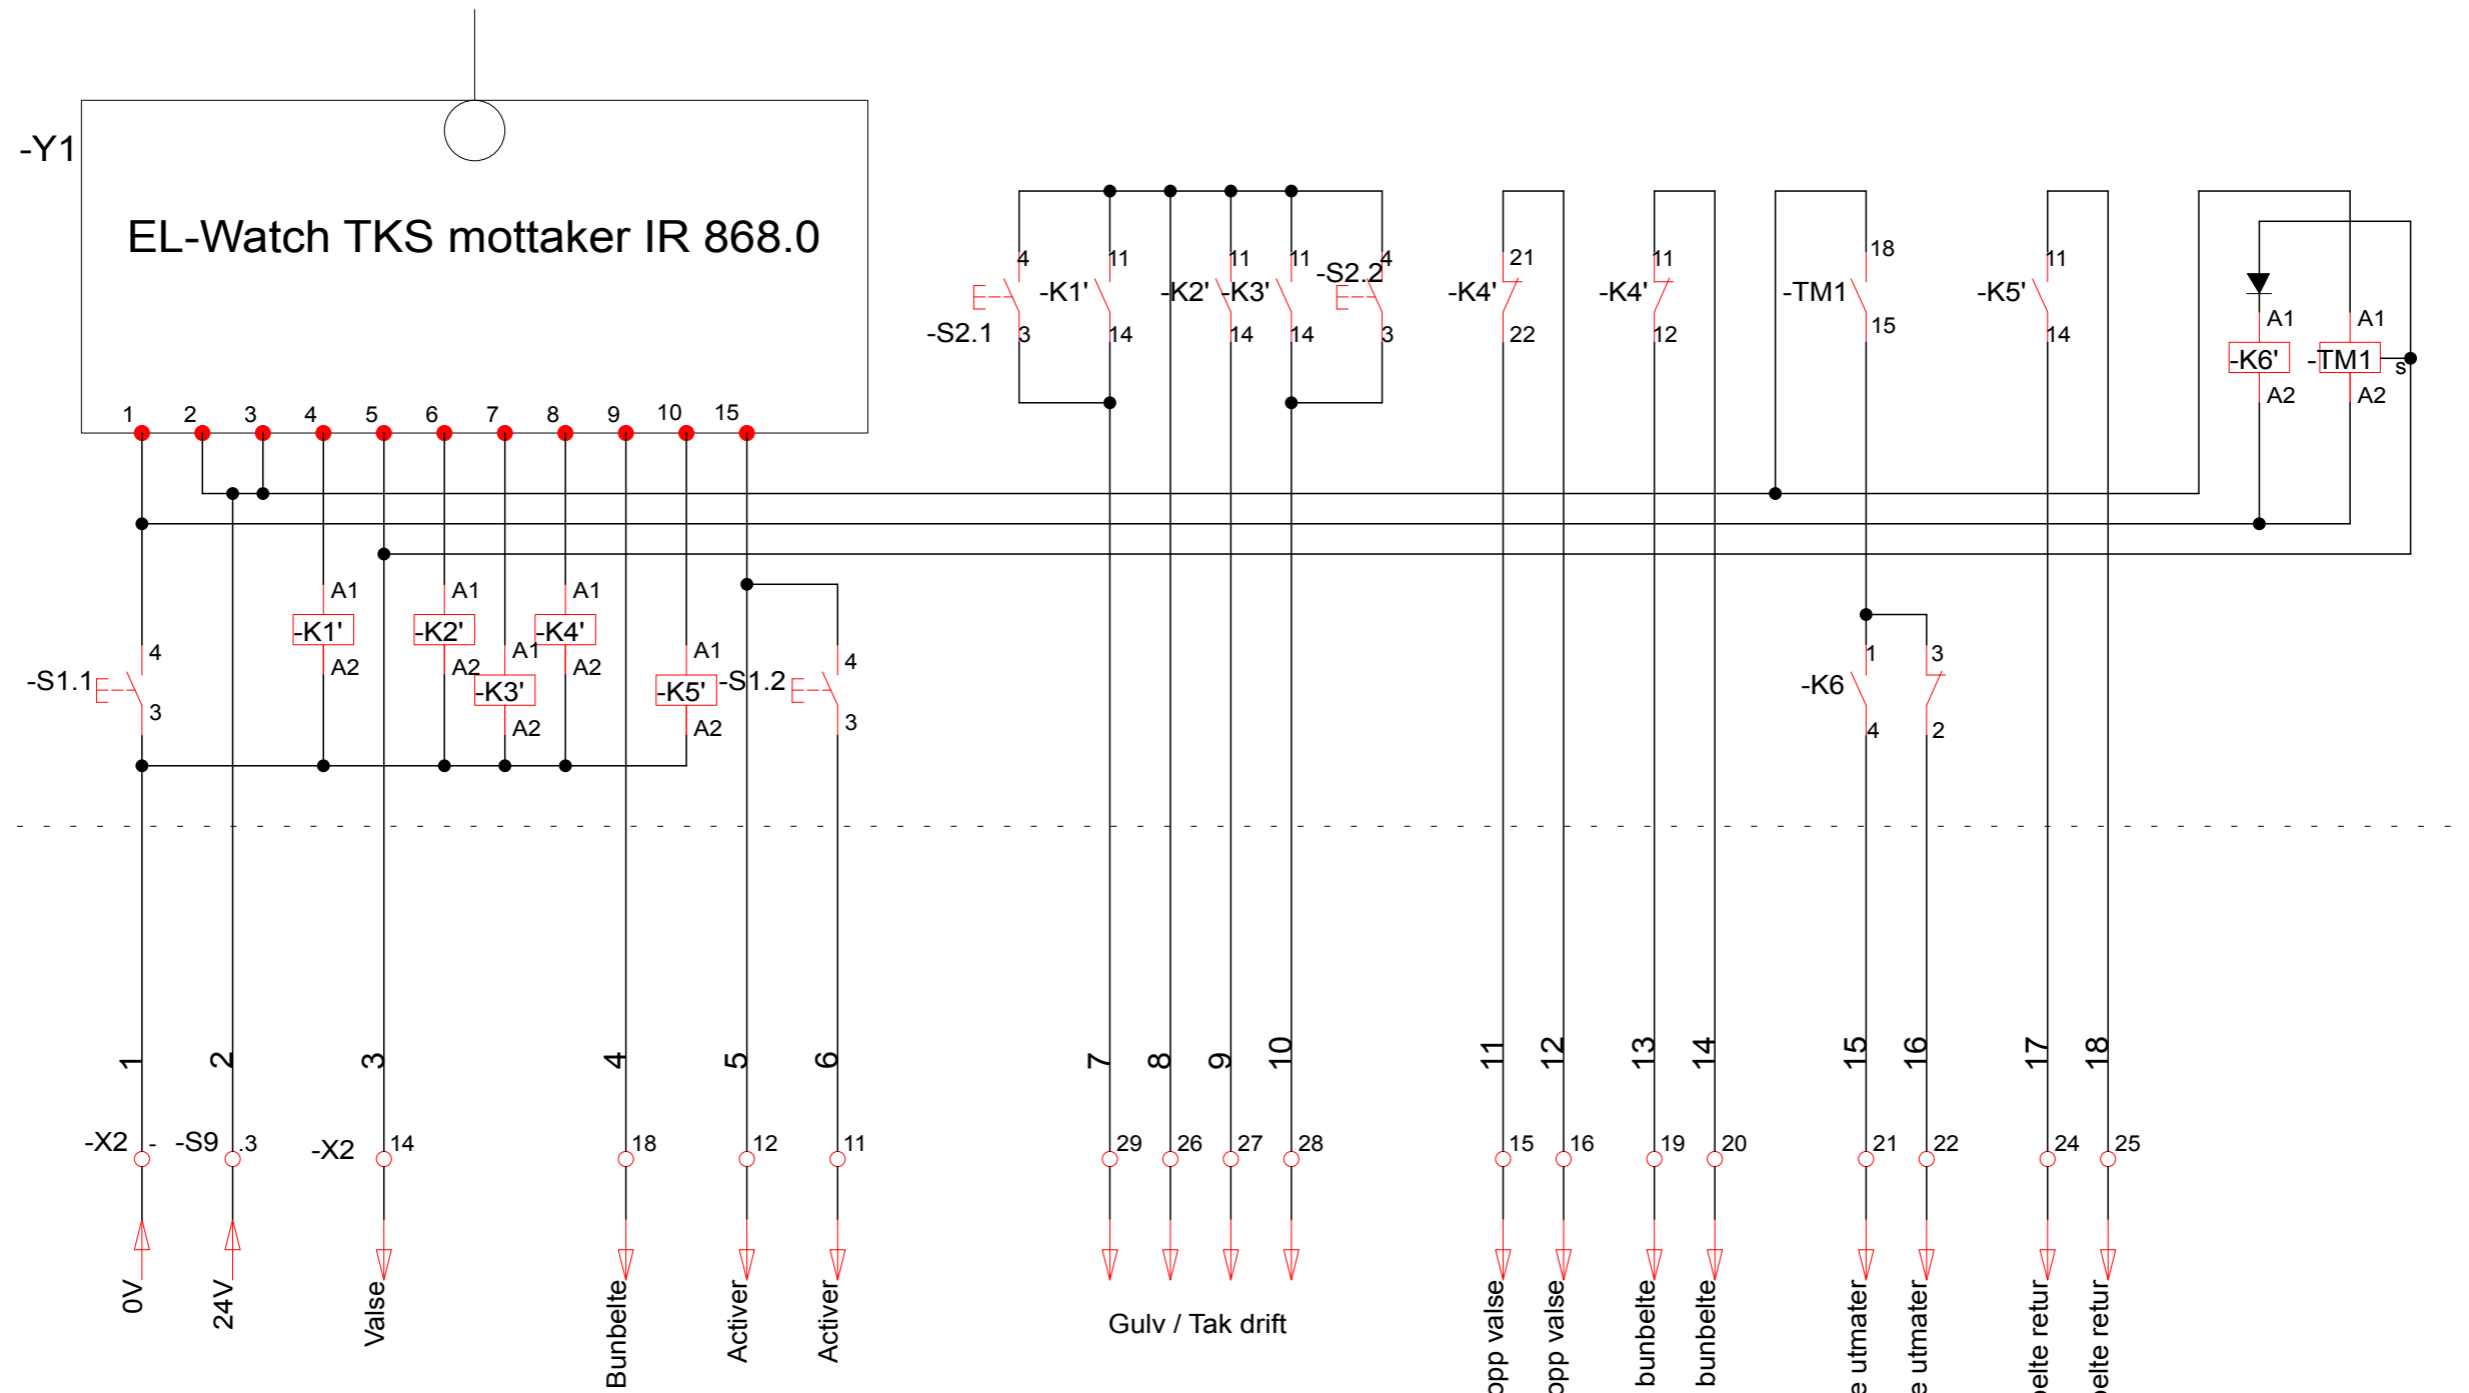 -Y1
EL-Watch TKS mottaker IR 868.0
1 2 3 4 5 6 7 8 9 10 15
4 11 11 11 -S2.2 4 21 11 18 11
-S2.1 -K1' -K2' -K3' -K4' -K4' -TM1 -K5'
3 14 14 14 3 22 12 15 14
A1 A1
-K6' -TM1 s
A2 A2
A1 A1 A1
-K1' -K2' -K4'
A2 A2 A2
A1 A1
-K3' -K5'
A2 A2
4
-S1.1
3
4
-S1.2
3
1 3
-K6
4 2
1 2 3 4 5 6 7 8 9 10 11 12 13 14 15 16 17 18
-X2 - -S9 .3 -X2 14 18 12 11 29 26 27 28 15 16 19 20 21 22 24 25
0V
24V
Valse
Bunbelte
Activer
Activer
Gulv / Tak drift
opp valse
opp valse
bunbelte
bunbelte
e utmater
e utmater
elte retur
elte retur